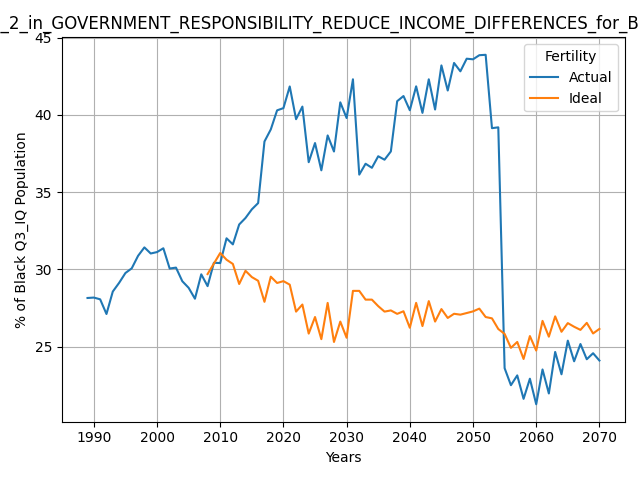 _2_in_GOVERNMENT_RESPONSIBILITY_REDUCE_INCOME_DIFFERENCES_for_B
Fertility
Actual
Ideal
45
40
35
30
25
% of Black Q3_IQ Population
1990 2000 2010 2020 2030 2040 2050 2060 2070
Years